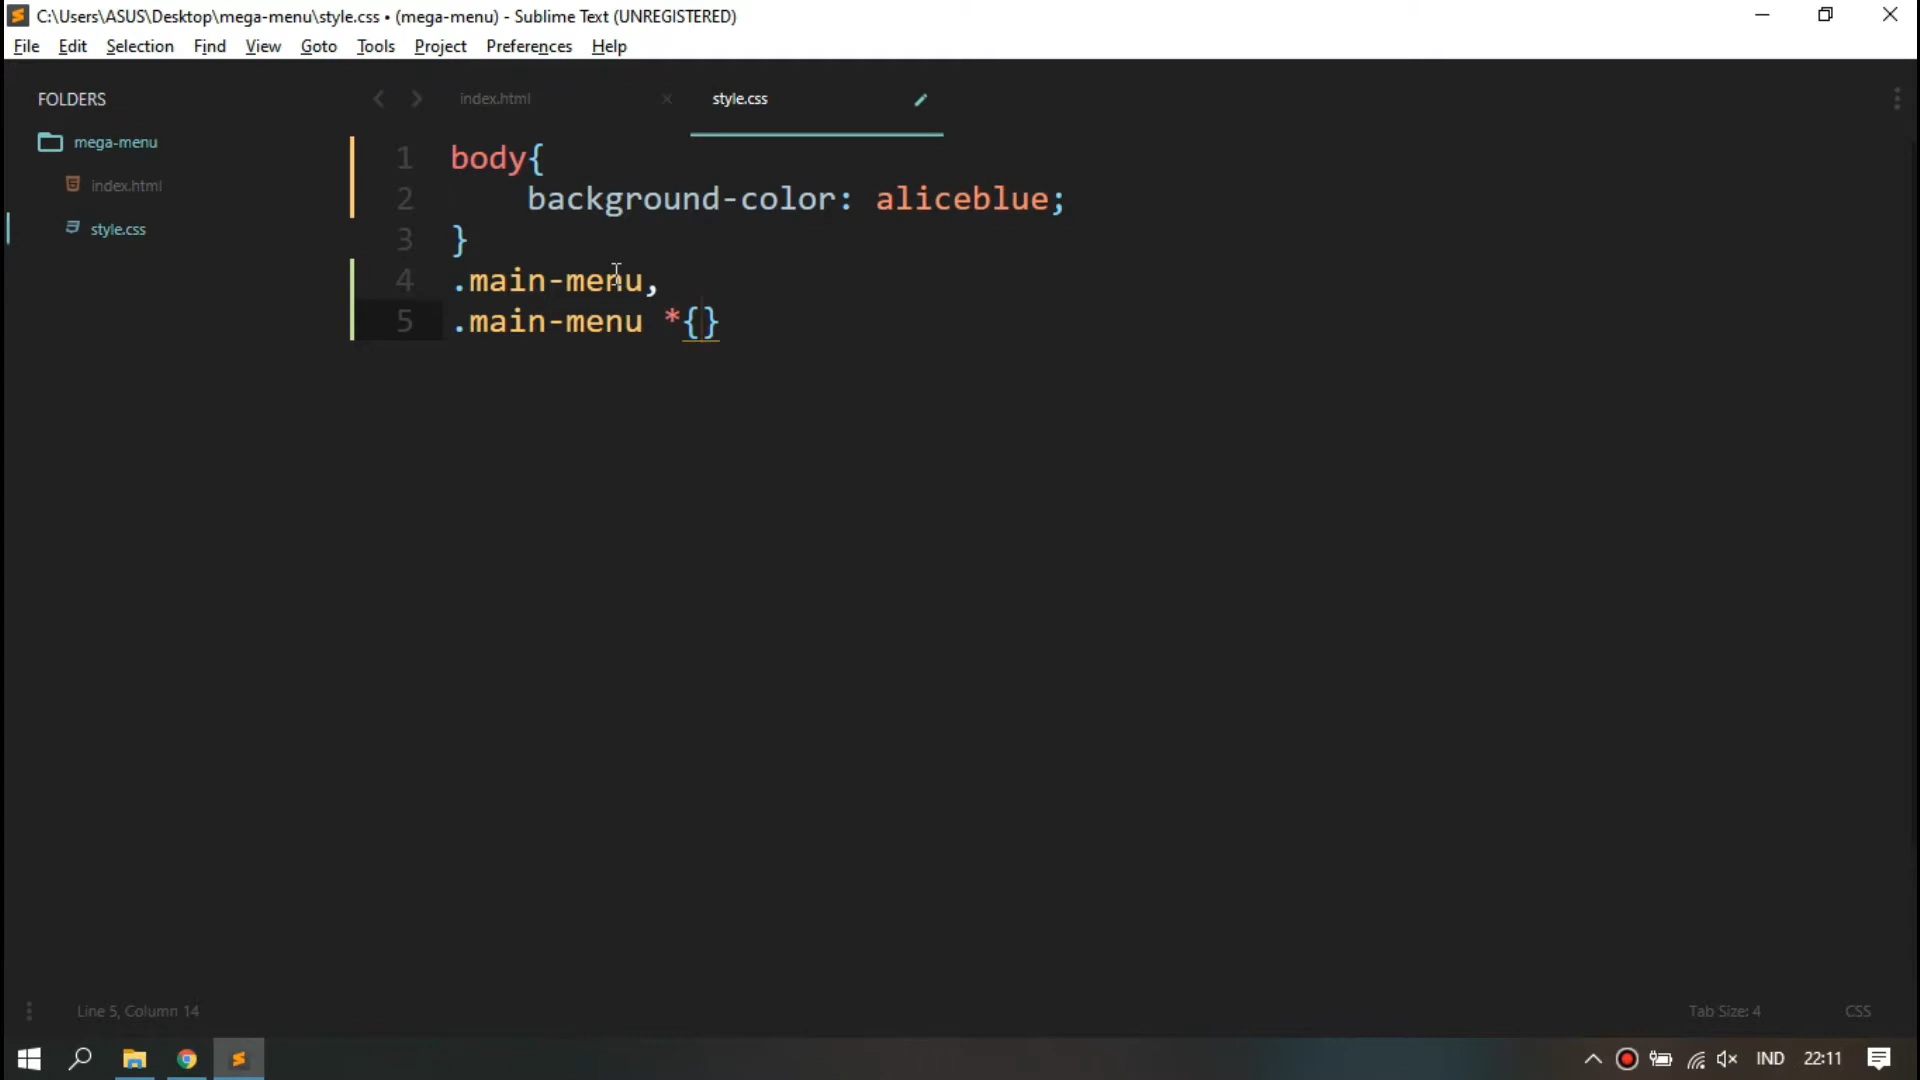 C:\Users\ASUS\Desktop\mega-menu\style.css • (mega-menu) - Sublime Text (UNREGISTERED)
File Edit Selection Find View Goto Tools Project Preferences Help
FOLDERS
mega-menu
index.html
style.css
index.html style.css
1 body{
2 background-color: aliceblue;
3 }
4 .main-menu,
5 .main-menu *{}
Line 5, Column 14
Tab Size: 4 CSS
IND 22:11